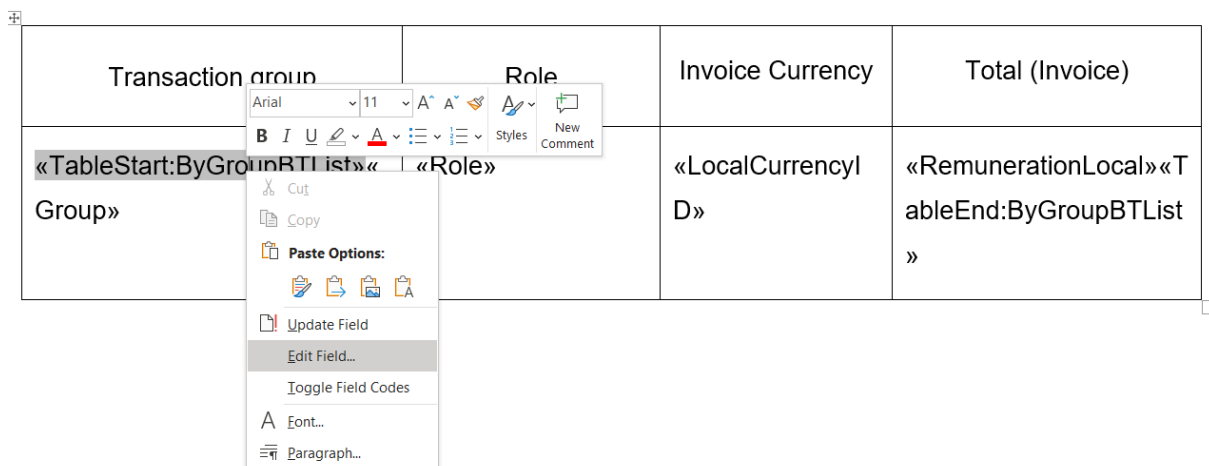 Transaction group
Role
Invoice Currency
Total (Invoice)
Arial
11
A^ A˅
B I U A
Styles
New
Comment
«TableStart:ByGroupBTList»«
Group»
«Role»
«LocalCurrencyI
D»
«RemunerationLocal»«T
ableEnd:ByGroupBTList
»
Cut
Copy
Paste Options:
Update Field
Edit Field...
Toggle Field Codes
A Font...
Paragraph...